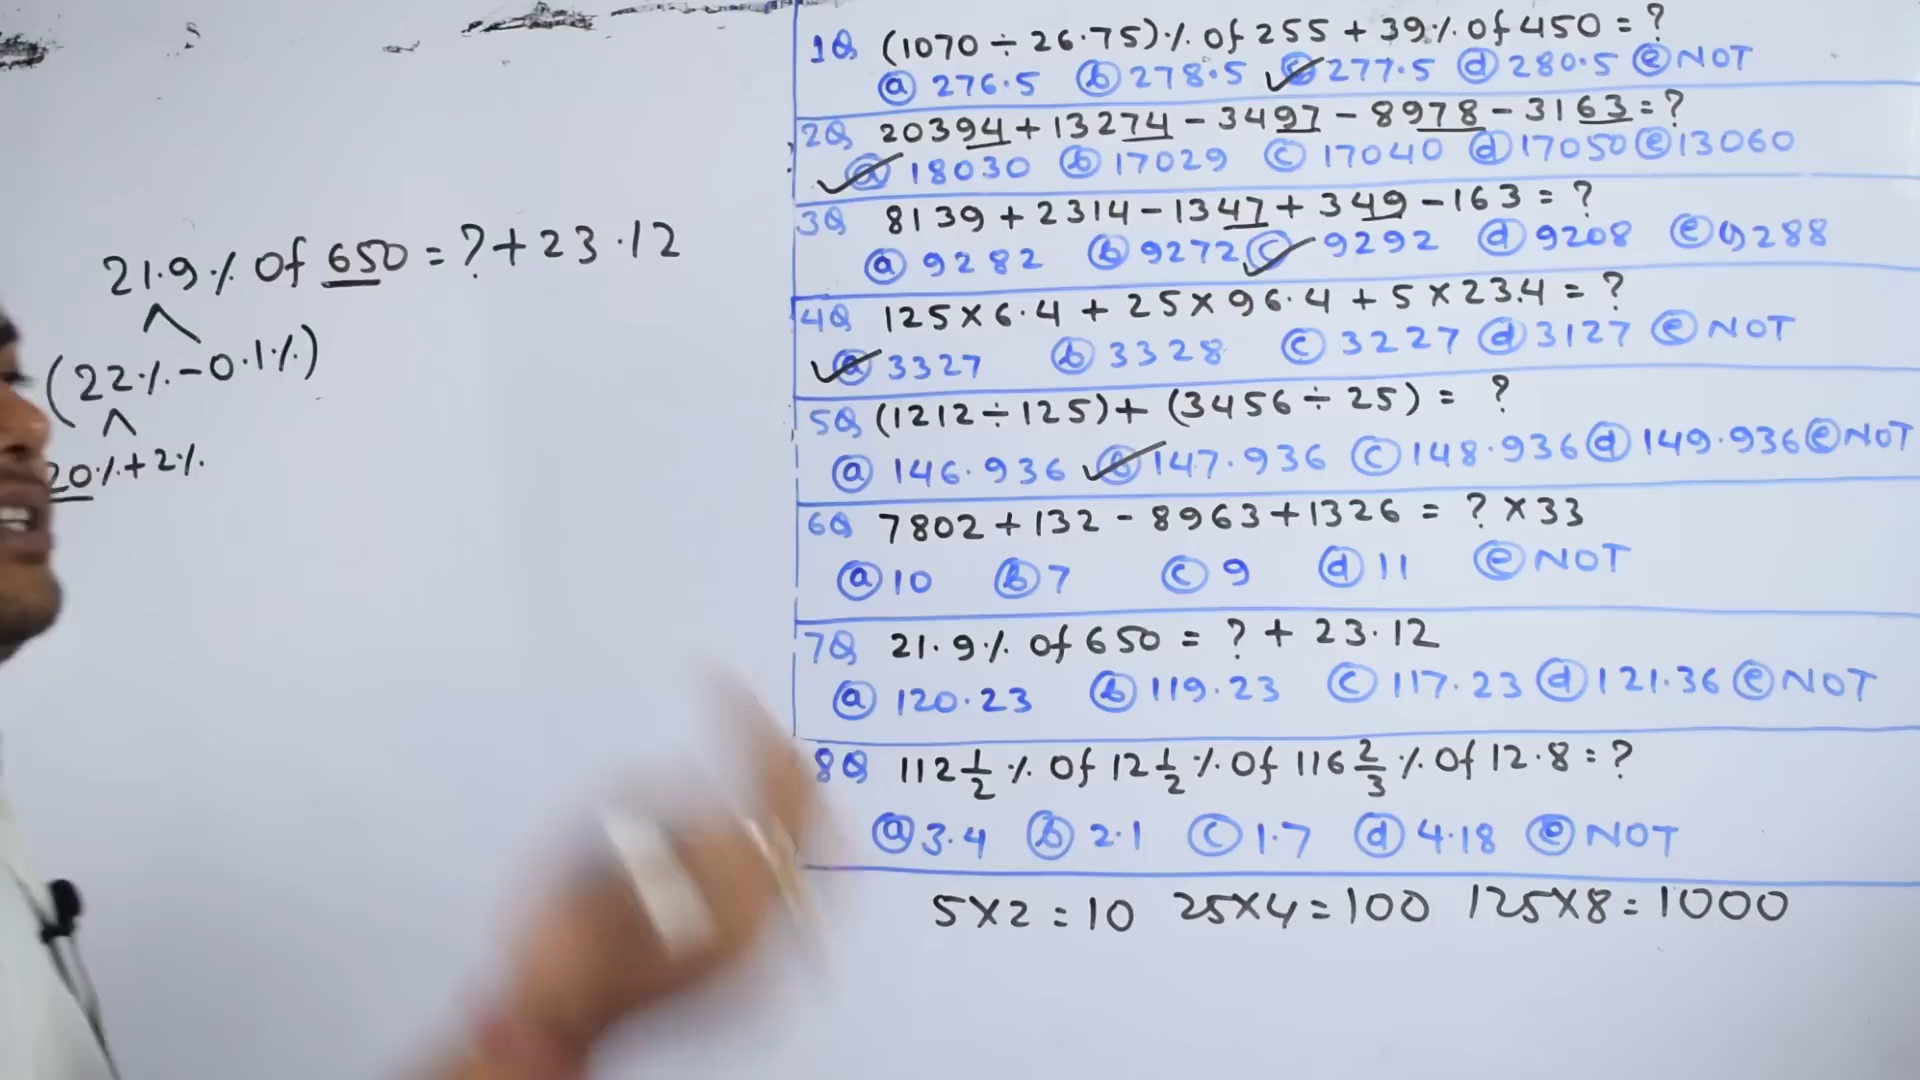 21.9% of 650 = ? + 23.12
(22% - 0.1%)
20% + 2%
1Q (1070 ÷ 26.75)% of 255 + 39% of 450 = ?
ⓐ 276.5 ⓑ 278.5 ⓒ 277.5 ⓓ 280.5 ⓔ NOT
2Q 20394 + 13274 - 3497 - 8978 - 3163 = ?
ⓐ 18030 ⓑ 17029 ⓒ 17040 ⓓ 17050 ⓔ 13060
3Q 8139 + 2314 - 1347 + 349 - 163 = ?
ⓐ 9282 ⓑ 9272 ⓒ 9292 ⓓ 9208 ⓔ 9288
4Q 125 × 6.4 + 25 × 96.4 + 5 × 23.4 = ?
ⓐ 3327 ⓑ 3328 ⓒ 3227 ⓓ 3127 ⓔ NOT
5Q (1212 ÷ 125) + (3456 ÷ 25) = ?
ⓐ 146.936 ⓑ 147.936 ⓒ 148.936 ⓓ 149.936 ⓔ NOT
6Q 7802 + 132 - 8963 + 1326 = ? × 33
ⓐ 10 ⓑ 7 ⓒ 9 ⓓ 11 ⓔ NOT
7Q 21.9% of 650 = ? + 23.12
ⓐ 120.23 ⓑ 119.23 ⓒ 117.23 ⓓ 121.36 ⓔ NOT
8Q 112 1/2 % of 12 1/2 % of 116 2/3 % of 12.8 = ?
ⓐ 3.4 ⓑ 2.1 ⓒ 1.7 ⓓ 4.18 ⓔ NOT
5×2 = 10 25×4 = 100 125×8 = 1000